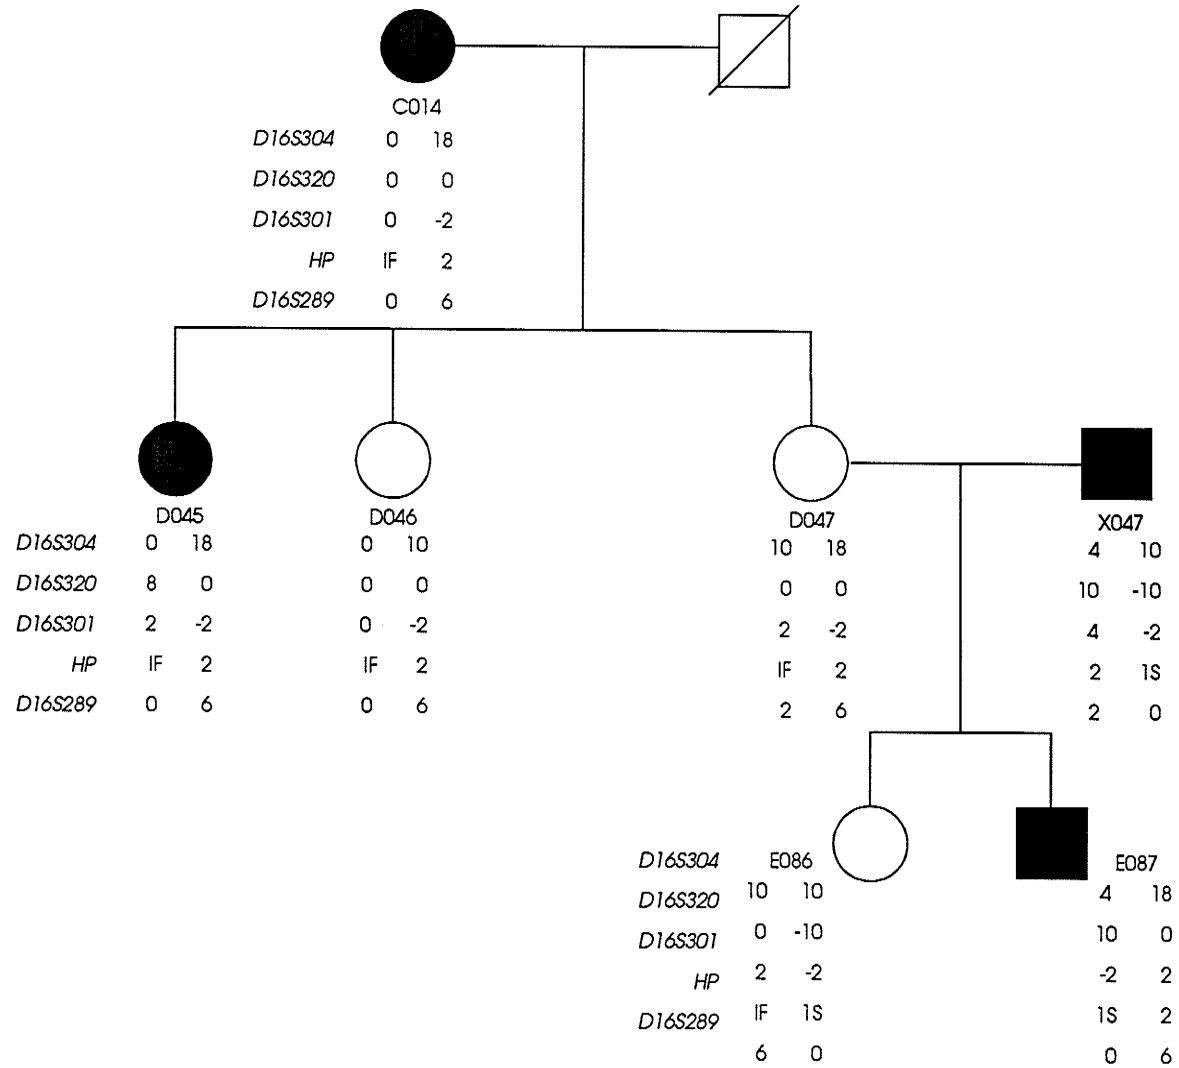 C014
D16S304 0 18
D16S320 0 0
D16S301 0 -2
HP IF 2
D16S289 0 6
D045 D046 D047 X047
D16S304 0 18 0 10 10 18 4 10
D16S320 8 0 0 0 0 0 10 -10
D16S301 2 -2 0 -2 2 -2 4 -2
HP IF 2 IF 2 IF 2 2 1S
D16S289 0 6 0 6 2 6 2 0
D16S304 E086 E087
D16S320 10 10 4 18
D16S301 0 -10 10 0
HP 2 -2 -2 2
D16S289 IF 1S 1S 2
6 0 0 6